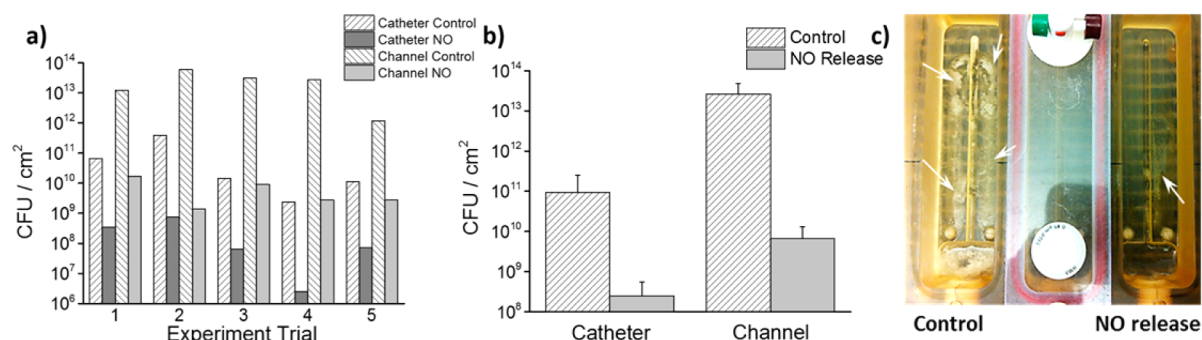 a)
Catheter Control
Catheter NO
Channel Control
Channel NO
CFU / cm²
10¹⁴
10¹³
10¹²
10¹¹
10¹⁰
10⁹
10⁸
10⁷
10⁶
1 2 3 4 5
Experiment Trial
b)
Control
NO Release
CFU / cm²
10¹⁴
10¹³
10¹²
10¹¹
10¹⁰
10⁹
10⁸
Catheter Channel
c)
Control NO release